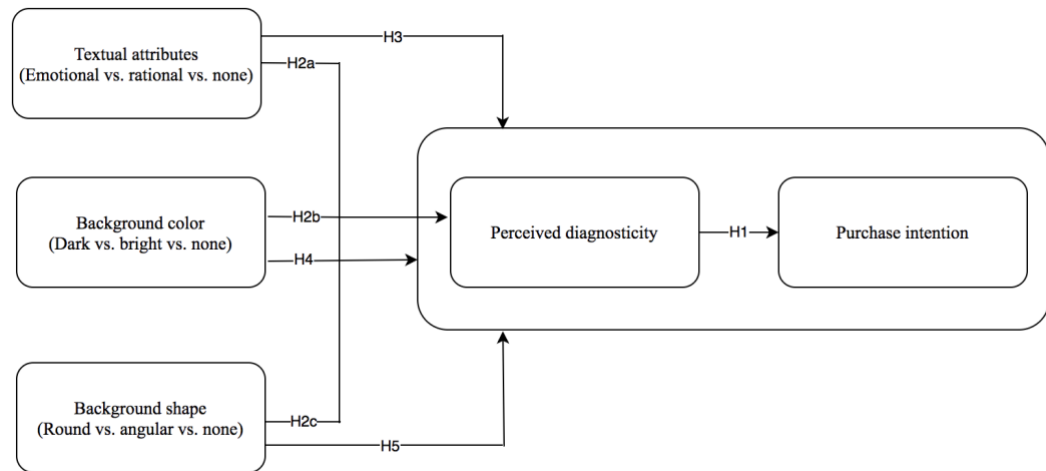 Textual attributes
(Emotional vs. rational vs. none)
H3
H2a
Background color
(Dark vs. bright vs. none)
H2b
H4
Perceived diagnosticity
H1
Purchase intention
Background shape
(Round vs. angular vs. none)
H2c
H5